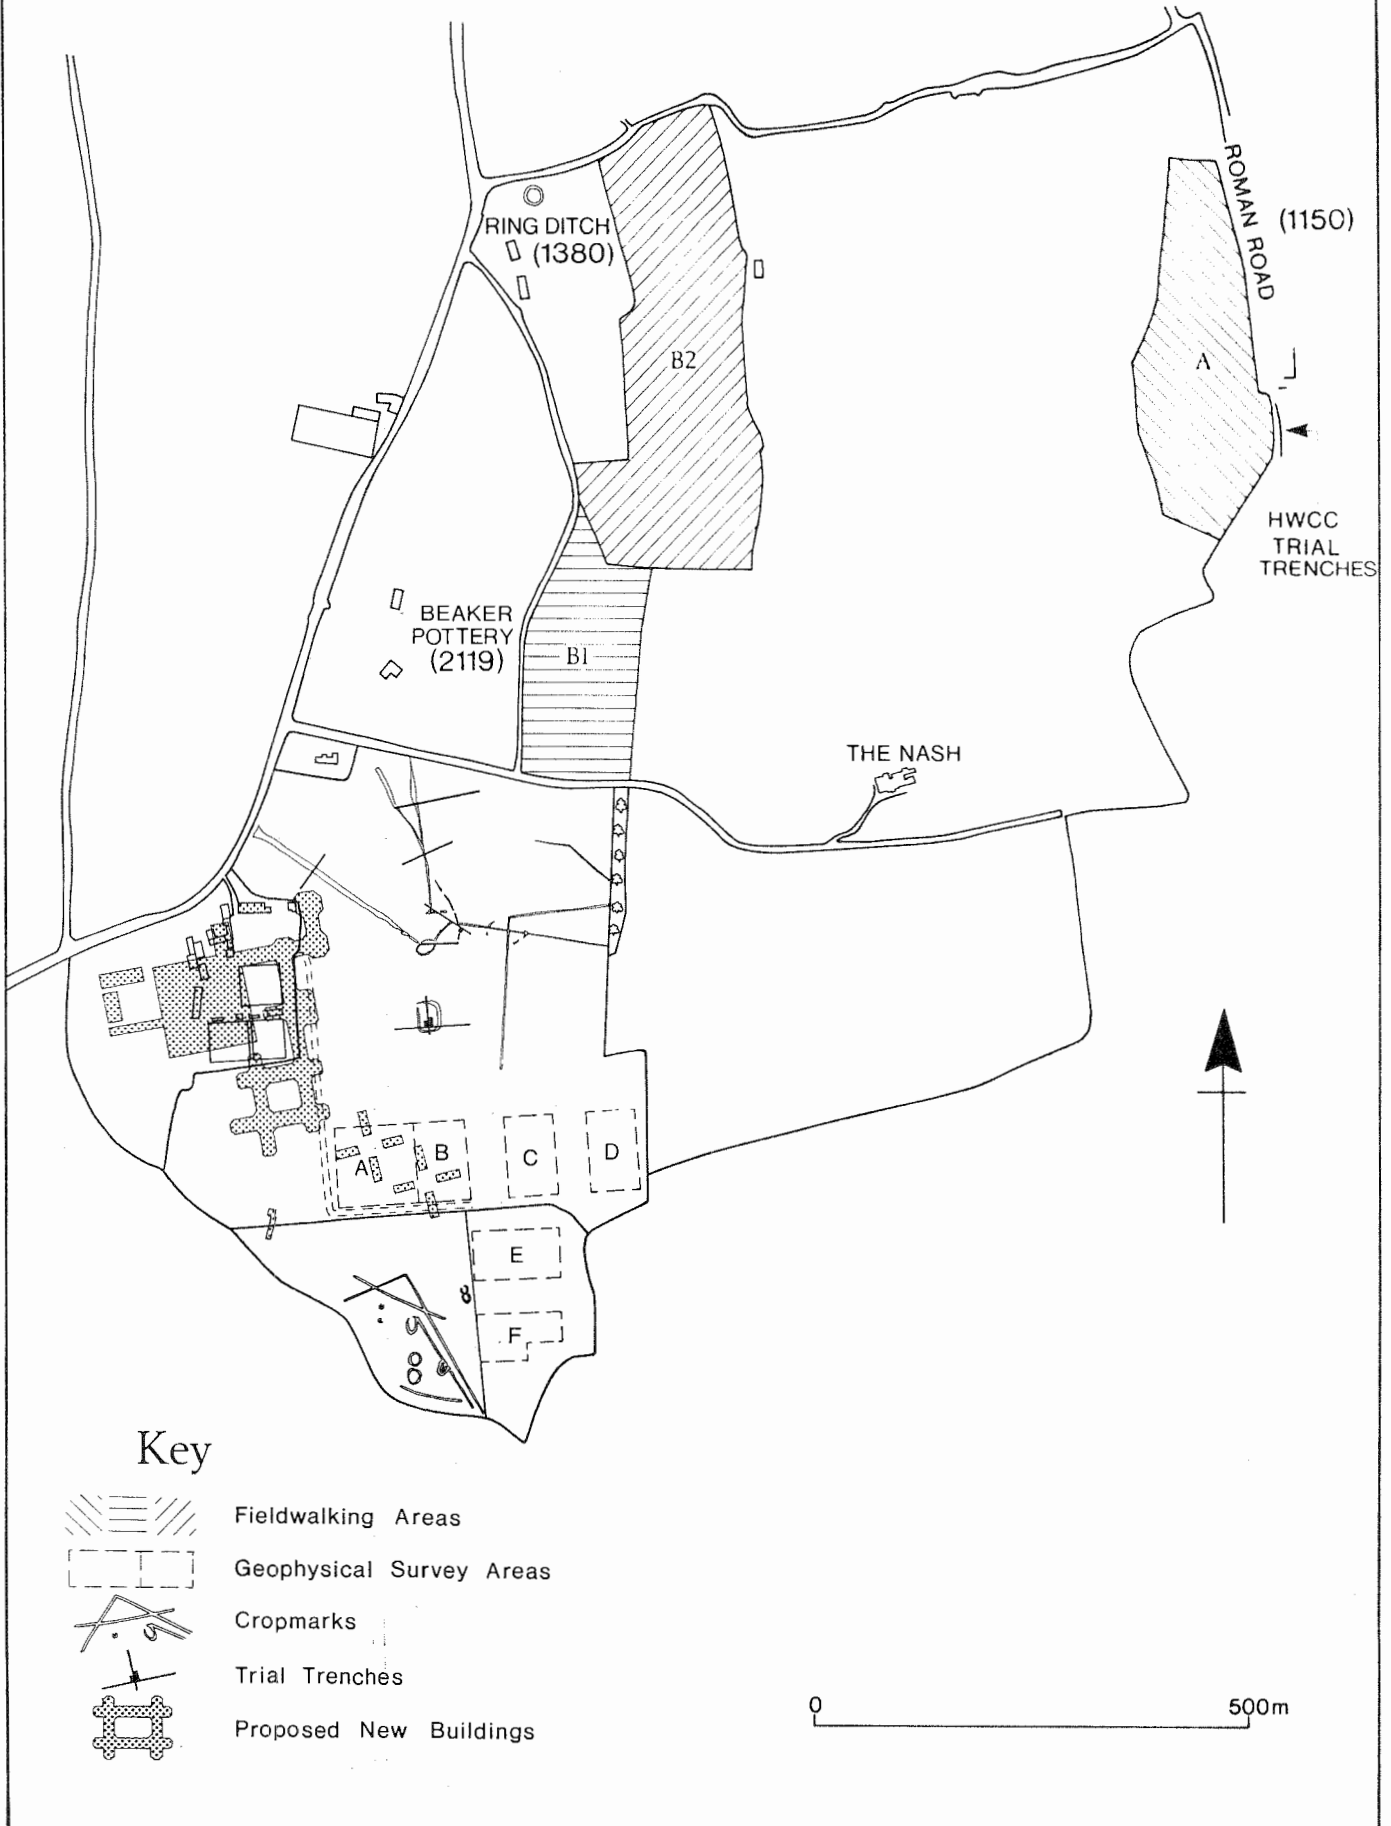 ROMAN ROAD
(1150)
RING DITCH
(1380)
B2
A
HWCC
TRIAL
TRENCHES
BEAKER
POTTERY
(2119)
B1
THE NASH
A
B
C
D
E
F
Key
Fieldwalking Areas
Geophysical Survey Areas
Cropmarks
Trial Trenches
Proposed New Buildings
0
500m